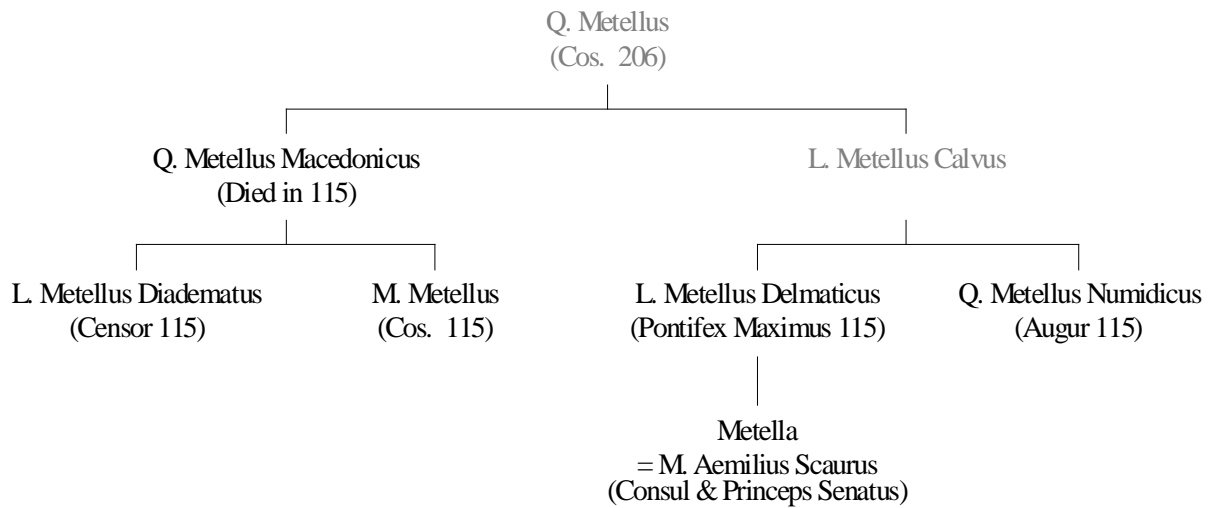 Q. Metellus
(Cos. 206)
Q. Metellus Macedonicus
(Died in 115)
L. Metellus Calvus
L. Metellus Diadematus
(Censor 115)
M. Metellus
(Cos. 115)
L. Metellus Delmaticus
(Pontifex Maximus 115)
Q. Metellus Numidicus
(Augur 115)
Metella
= M. Aemilius Scaurus
(Consul & Princeps Senatus)